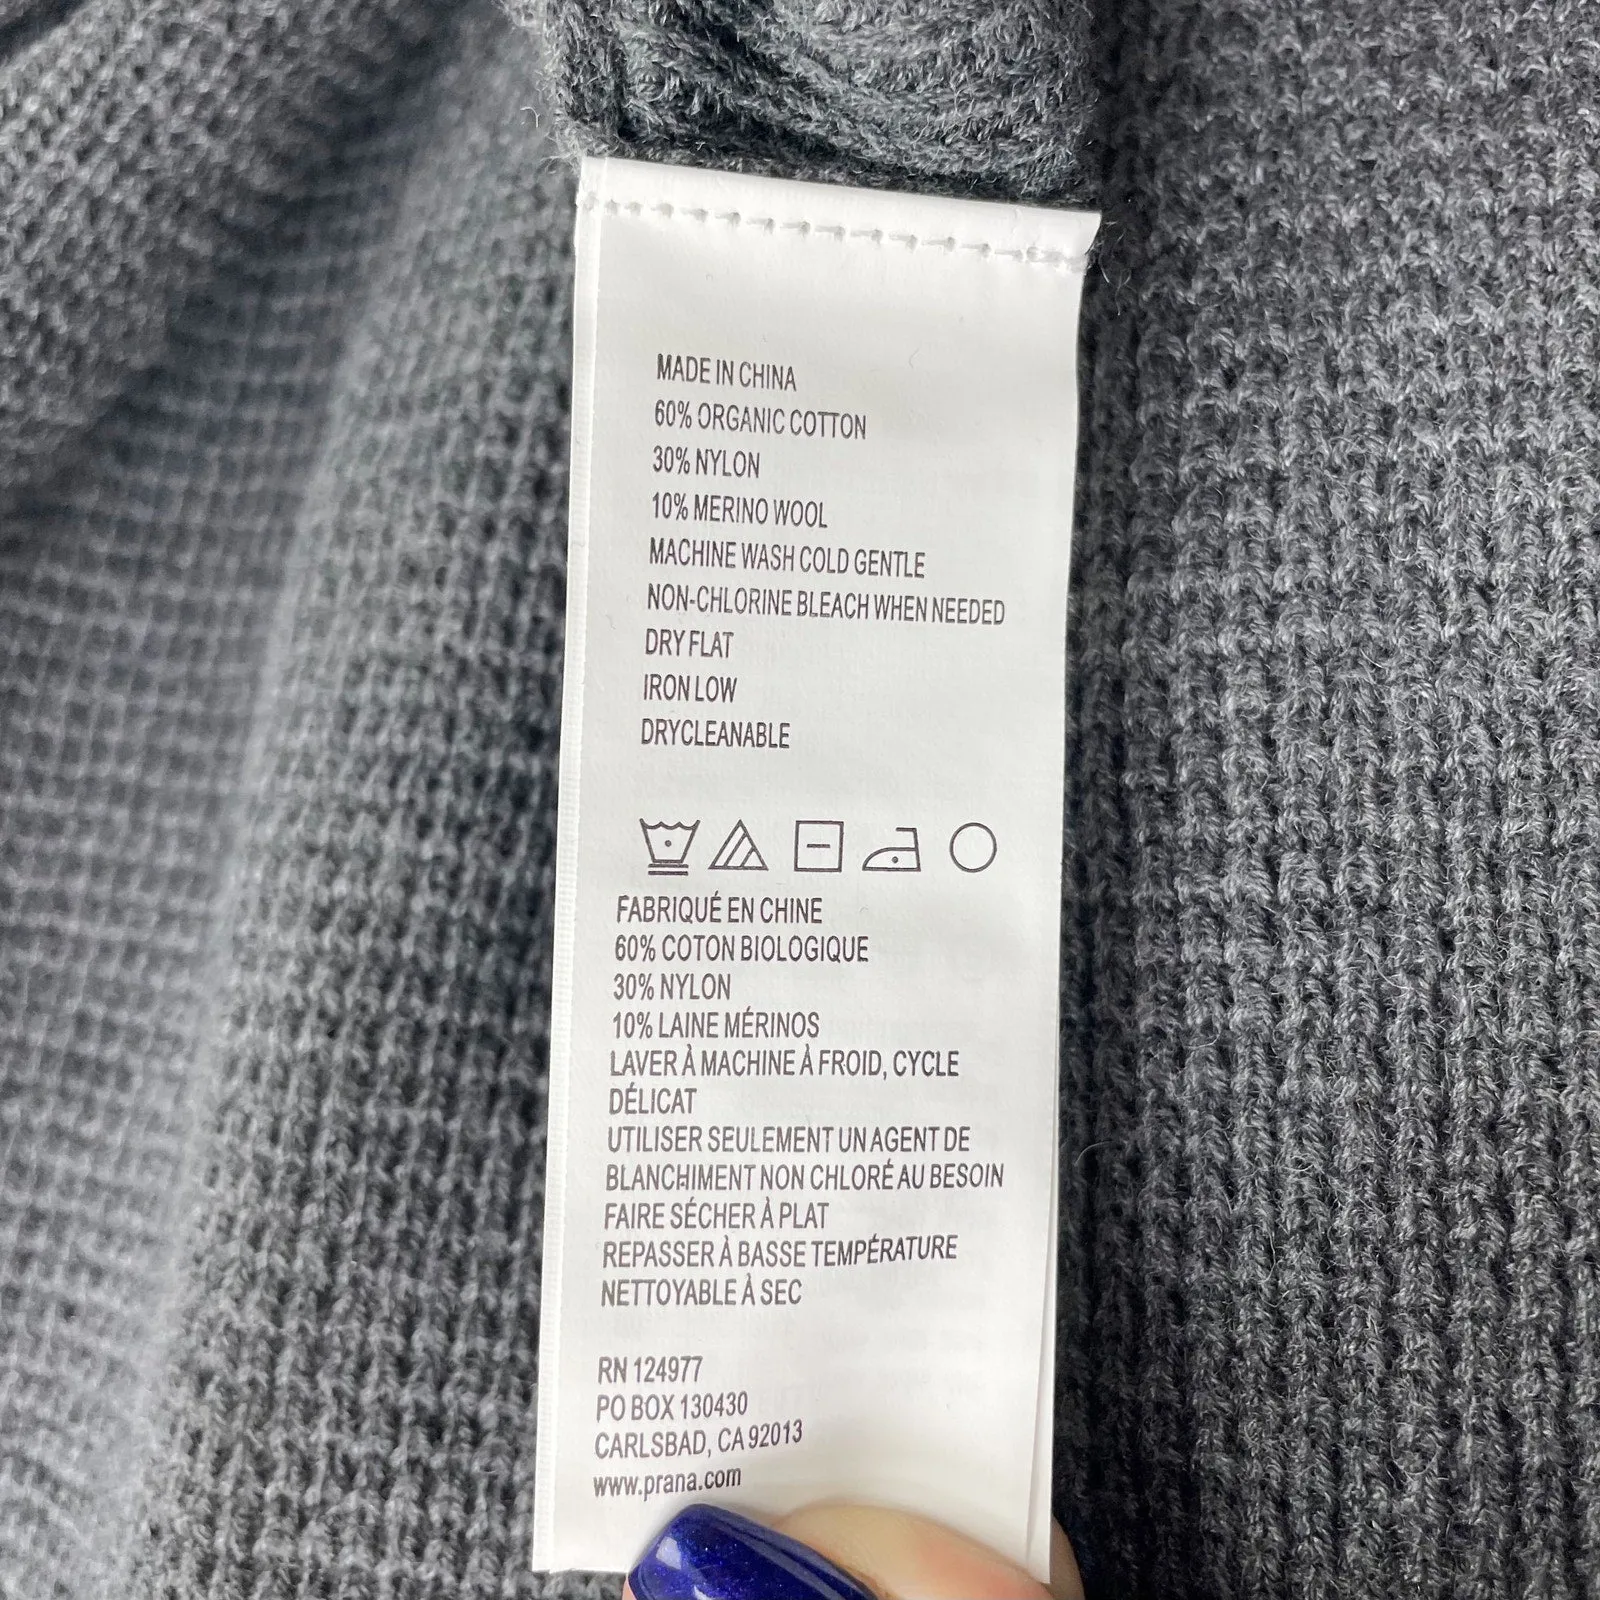 MADE IN CHINA
60% ORGANIC COTTON
30% NYLON
10% MERINO WOOL
MACHINE WASH COLD GENTLE
NON-CHLORINE BLEACH WHEN NEEDED
DRY FLAT
IRON LOW
DRYCLEANABLE
FABRIQUÉ EN CHINE
60% COTON BIOLOGIQUE
30% NYLON
10% LAINE MÉRINOS
LAVER À MACHINE À FROID, CYCLE
DÉLICAT
UTILISER SEULEMENT UN AGENT DE
BLANCHIMENT NON CHLORÉ AU BESOIN
FAIRE SÉCHER À PLAT
REPASSER À BASSE TEMPÉRATURE
NETTOYABLE À SEC
RN 124977
PO BOX 130430
CARLSBAD, CA 92013
www.prana.com